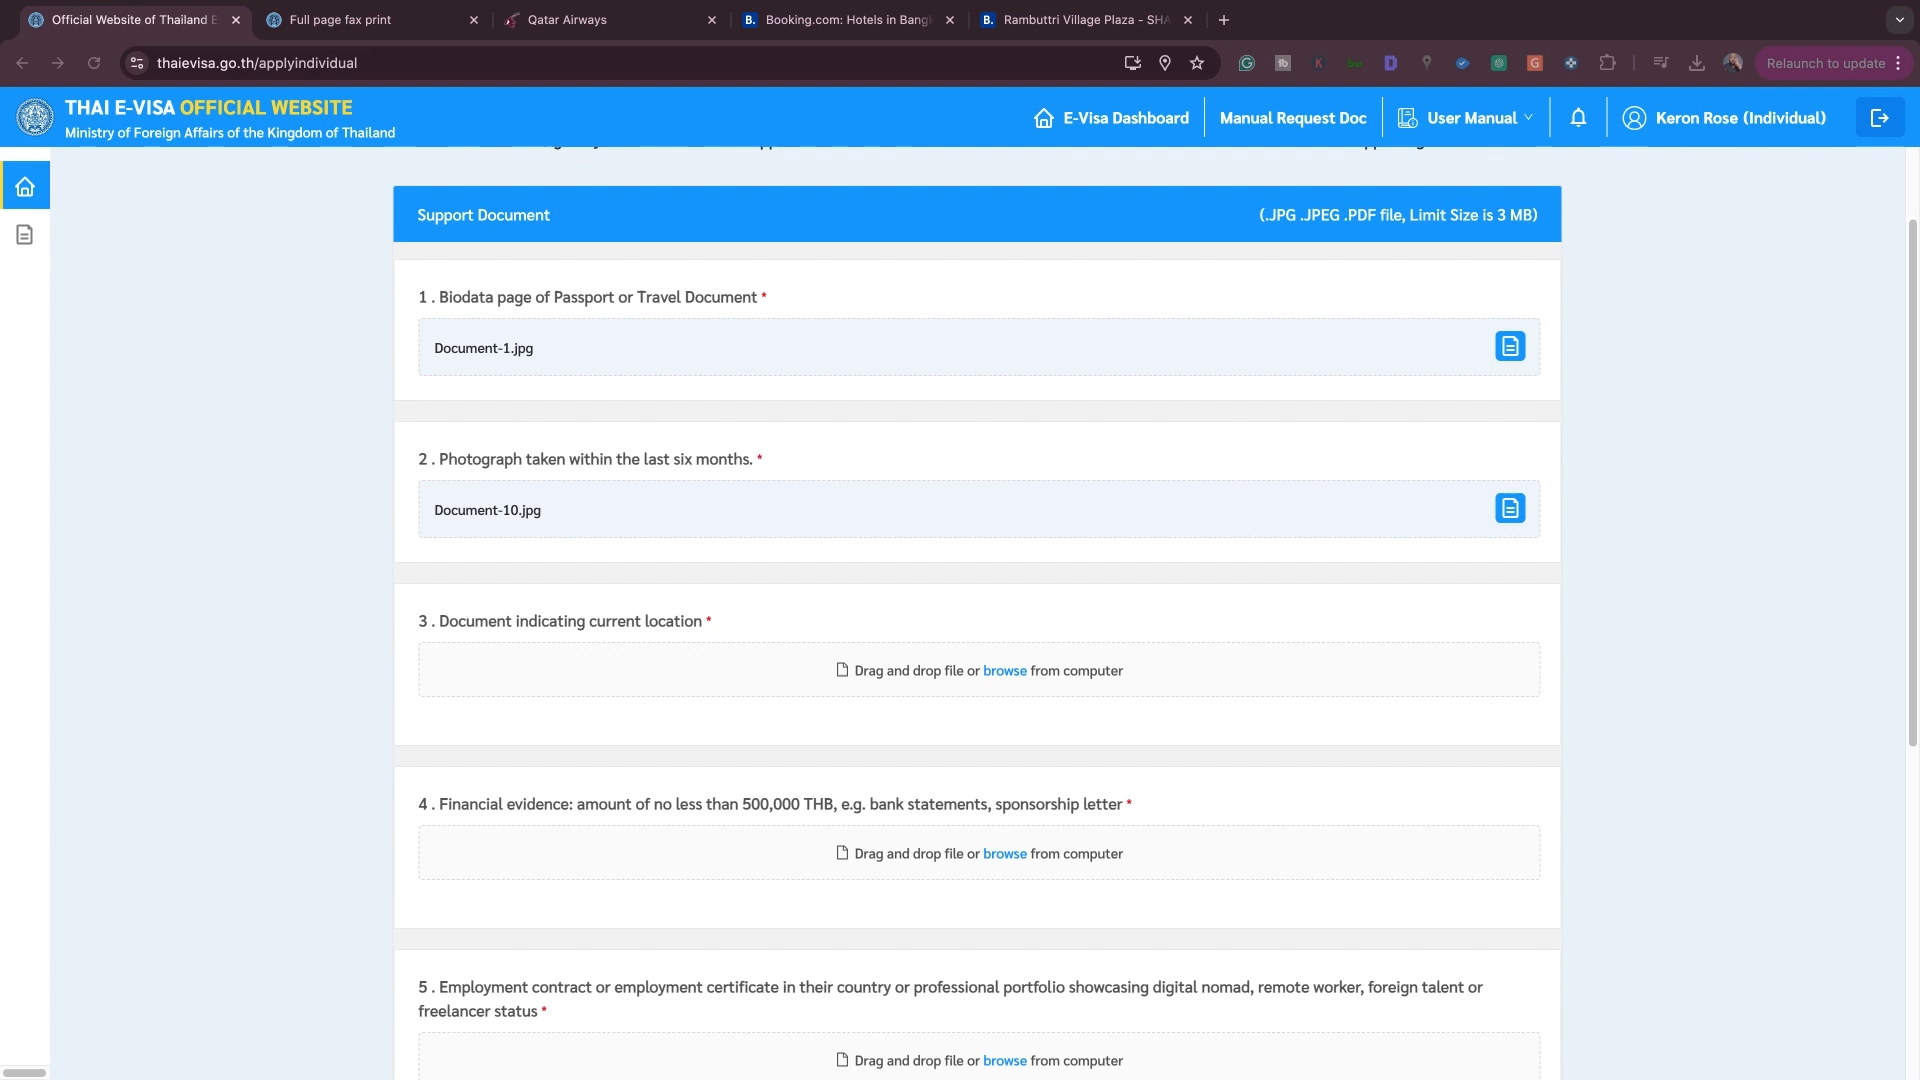 Official Website of Thailand E
Full page fax print
Qatar Airways
B. Booking.com: Hotels in Bangk
B. Rambuttri Village Plaza - SHA
thaievisa.go.th/applyindividual
Relaunch to update
THAI E-VISA OFFICIAL WEBSITE
Ministry of Foreign Affairs of the Kingdom of Thailand
E-Visa Dashboard
Manual Request Doc
User Manual
Keron Rose (Individual)
Support Document
(.JPG .JPEG .PDF file, Limit Size is 3 MB)
1 . Biodata page of Passport or Travel Document *
Document-1.jpg
2 . Photograph taken within the last six months. *
Document-10.jpg
3 . Document indicating current location *
Drag and drop file or browse from computer
4 . Financial evidence: amount of no less than 500,000 THB, e.g. bank statements, sponsorship letter *
Drag and drop file or browse from computer
5 . Employment contract or employment certificate in their country or professional portfolio showcasing digital nomad, remote worker, foreign talent or
freelancer status *
Drag and drop file or browse from computer